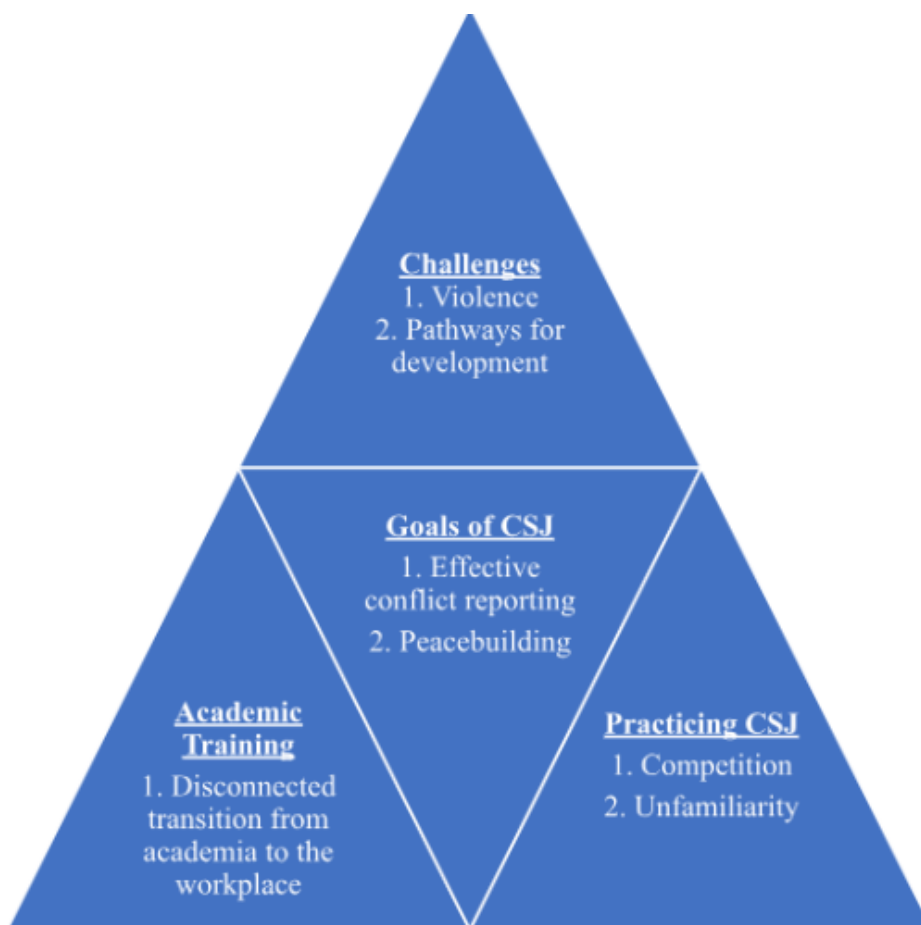 Challenges
1. Violence
2. Pathways for
development
Goals of CSJ
1. Effective
conflict reporting
2. Peacebuilding
Academic
Training
1. Disconnected
transition from
academia to the
workplace
Practicing CSJ
1. Competition
2. Unfamiliarity